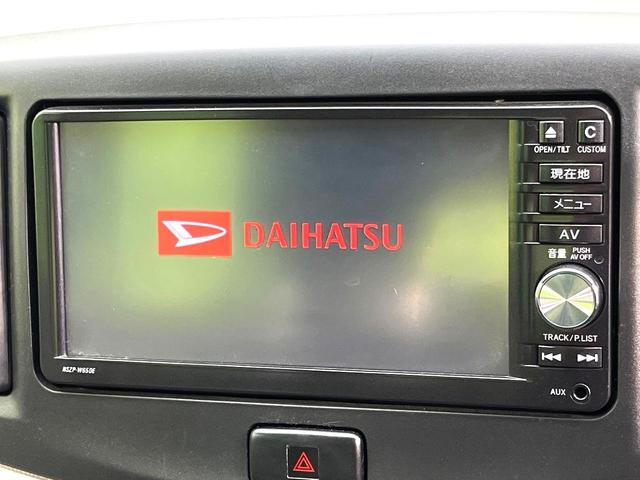 OPEN/TILT
C
CUSTOM
現在地
メニュー
AV
音量 PUSH
AV OFF
DAIHATSU
TRACK/P.LIST
NSZP-W65DE
AUX